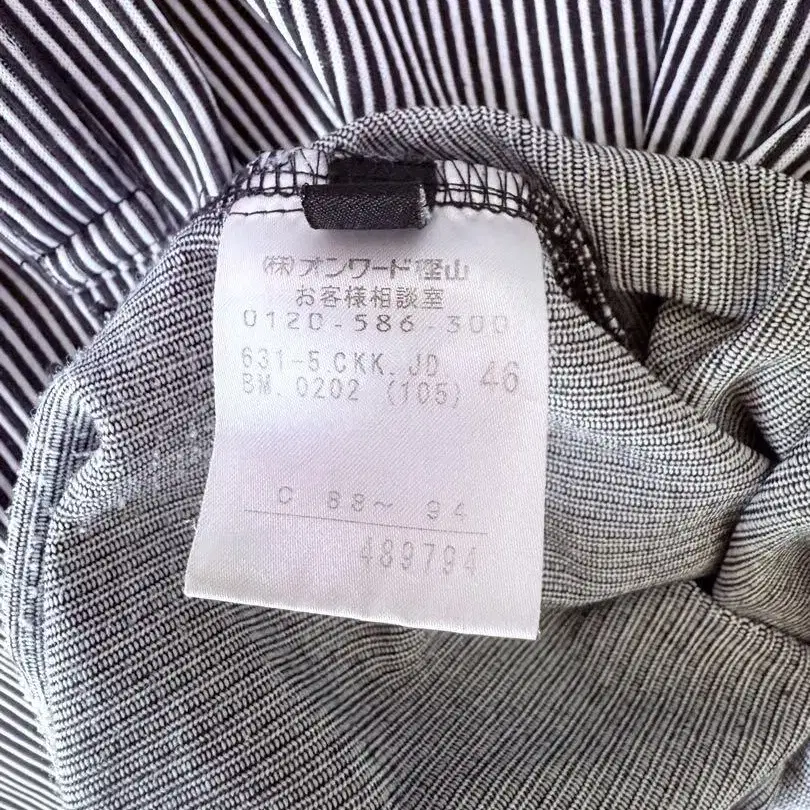 (株)オンワード樫山
お客様相談室
0120-586-300
631-5.CKK.JD. 46
BM.0202 (105)
C 88~ 94
489794